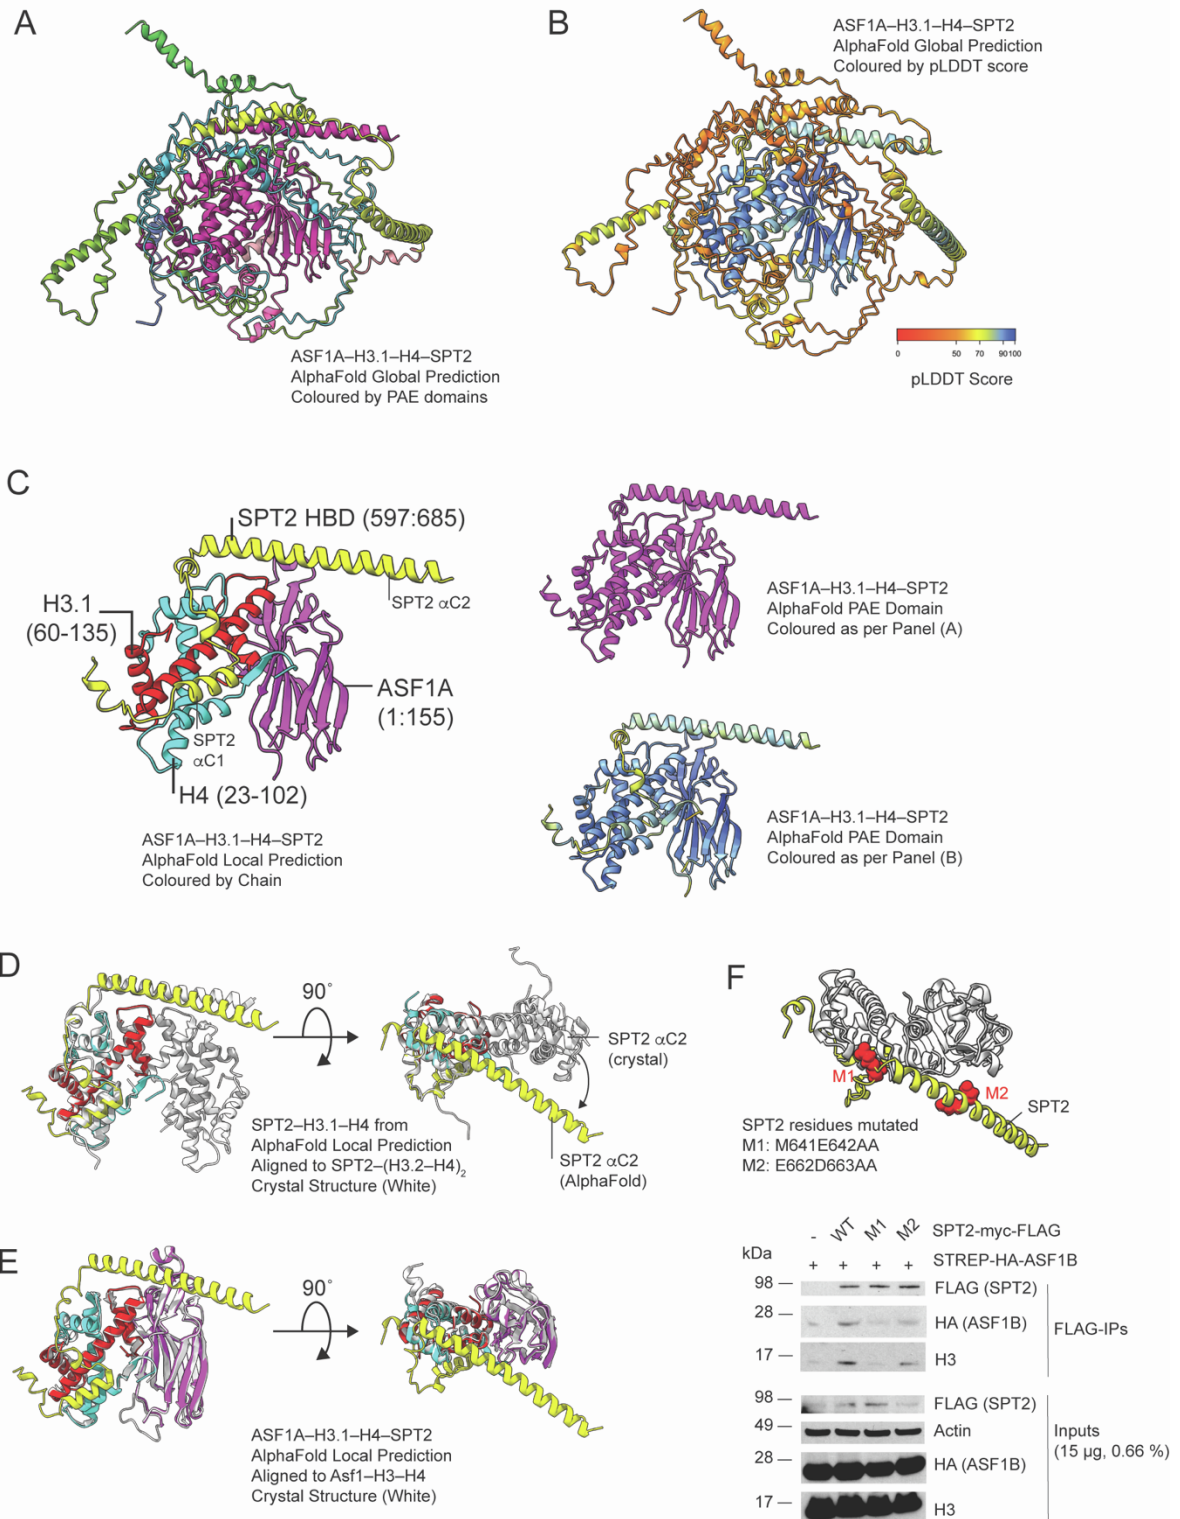 A
B
ASF1A–H3.1–H4–SPT2
AlphaFold Global Prediction
Coloured by pLDDT score
ASF1A–H3.1–H4–SPT2
AlphaFold Global Prediction
Coloured by PAE domains
0
50
70
90
100
pLDDT Score
C
SPT2 HBD (597:685)
SPT2 αC2
H3.1
(60-135)
ASF1A
(1:155)
SPT2
αC1
H4 (23-102)
ASF1A–H3.1–H4–SPT2
AlphaFold Local Prediction
Coloured by Chain
ASF1A–H3.1–H4–SPT2
AlphaFold PAE Domain
Coloured as per Panel (A)
ASF1A–H3.1–H4–SPT2
AlphaFold PAE Domain
Coloured as per Panel (B)
D
90°
SPT2 αC2
(crystal)
SPT2 αC2
(AlphaFold)
SPT2–H3.1–H4 from
AlphaFold Local Prediction
Aligned to SPT2–(H3.2–H4)₂
Crystal Structure (White)
E
90°
ASF1A–H3.1–H4–SPT2
AlphaFold Local Prediction
Aligned to Asf1–H3–H4
Crystal Structure (White)
F
M1
M2
SPT2
SPT2 residues mutated
M1: M641E642AA
M2: E662D663AA
- WT M1 M2 SPT2-myc-FLAG
kDa
+ + + + STREP-HA-ASF1B
98 FLAG (SPT2)
28 HA (ASF1B)
17 H3
FLAG-IPs
98 FLAG (SPT2)
49 Actin
28 HA (ASF1B)
17 H3
Inputs
(15 µg, 0.66 %)